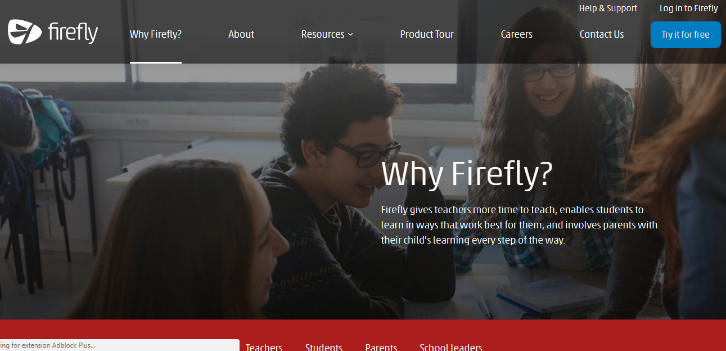 Help & Support Log in to Firefly
firefly Why Firefly? About Resources Product Tour Careers Contact Us Try it for free
Why Firefly?
Firefly gives teachers more time to teach, enables students to
learn in ways that work best for them, and involves parents with
their child's learning every step of the way.
Teachers Students Parents School leaders
ing for extension Adblock Plus...